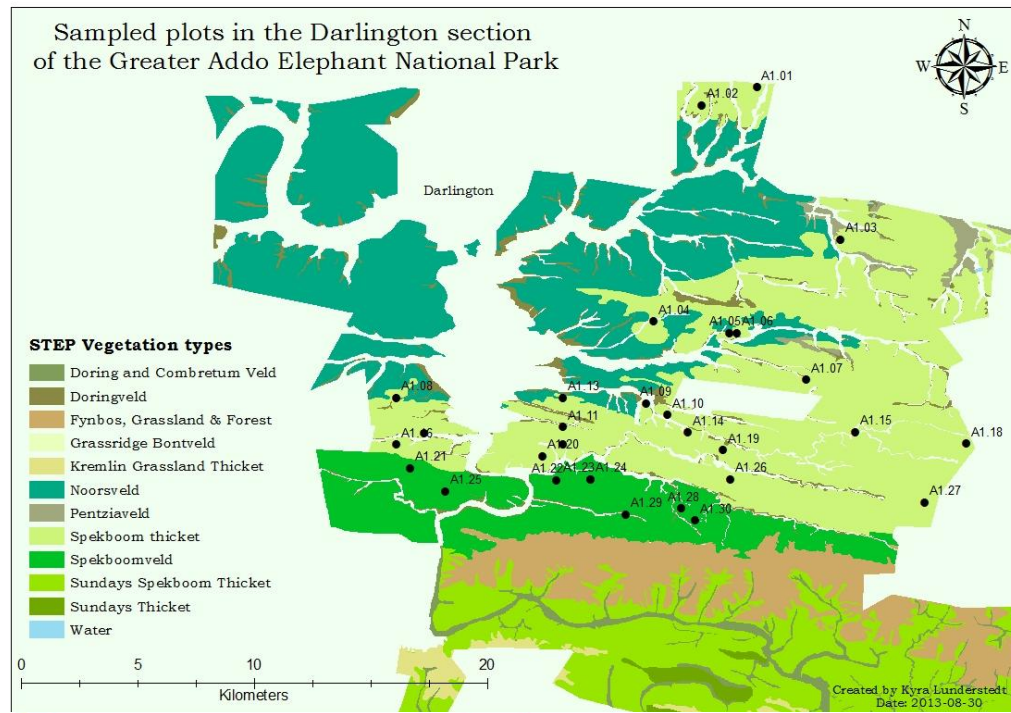 Sampled plots in the Darlington section
of the Greater Addo Elephant National Park
N
W E
S
A1.01
A1.02
Darlington
A1.03
A1.04
A1.05 A1.06
A1.07
A1.08
A1.13
A1.09
A1.10
A1.11
A1.14
A1.15
A1.16
A1.18
A1.19
A1.20
A1.21
A1.22 A1.23 A1.24
A1.25
A1.26
A1.27
A1.28
A1.29
A1.30
STEP Vegetation types
Doring and Combretum Veld
Doringveld
Fynbos, Grassland & Forest
Grassridge Bontveld
Kremlin Grassland Thicket
Noorsveld
Pentziaveld
Spekboom thicket
Spekboomveld
Sundays Spekboom Thicket
Sundays Thicket
Water
0 5 10 20
Kilometers
Created by Kyra Lunderstedt
Date: 2013-08-30